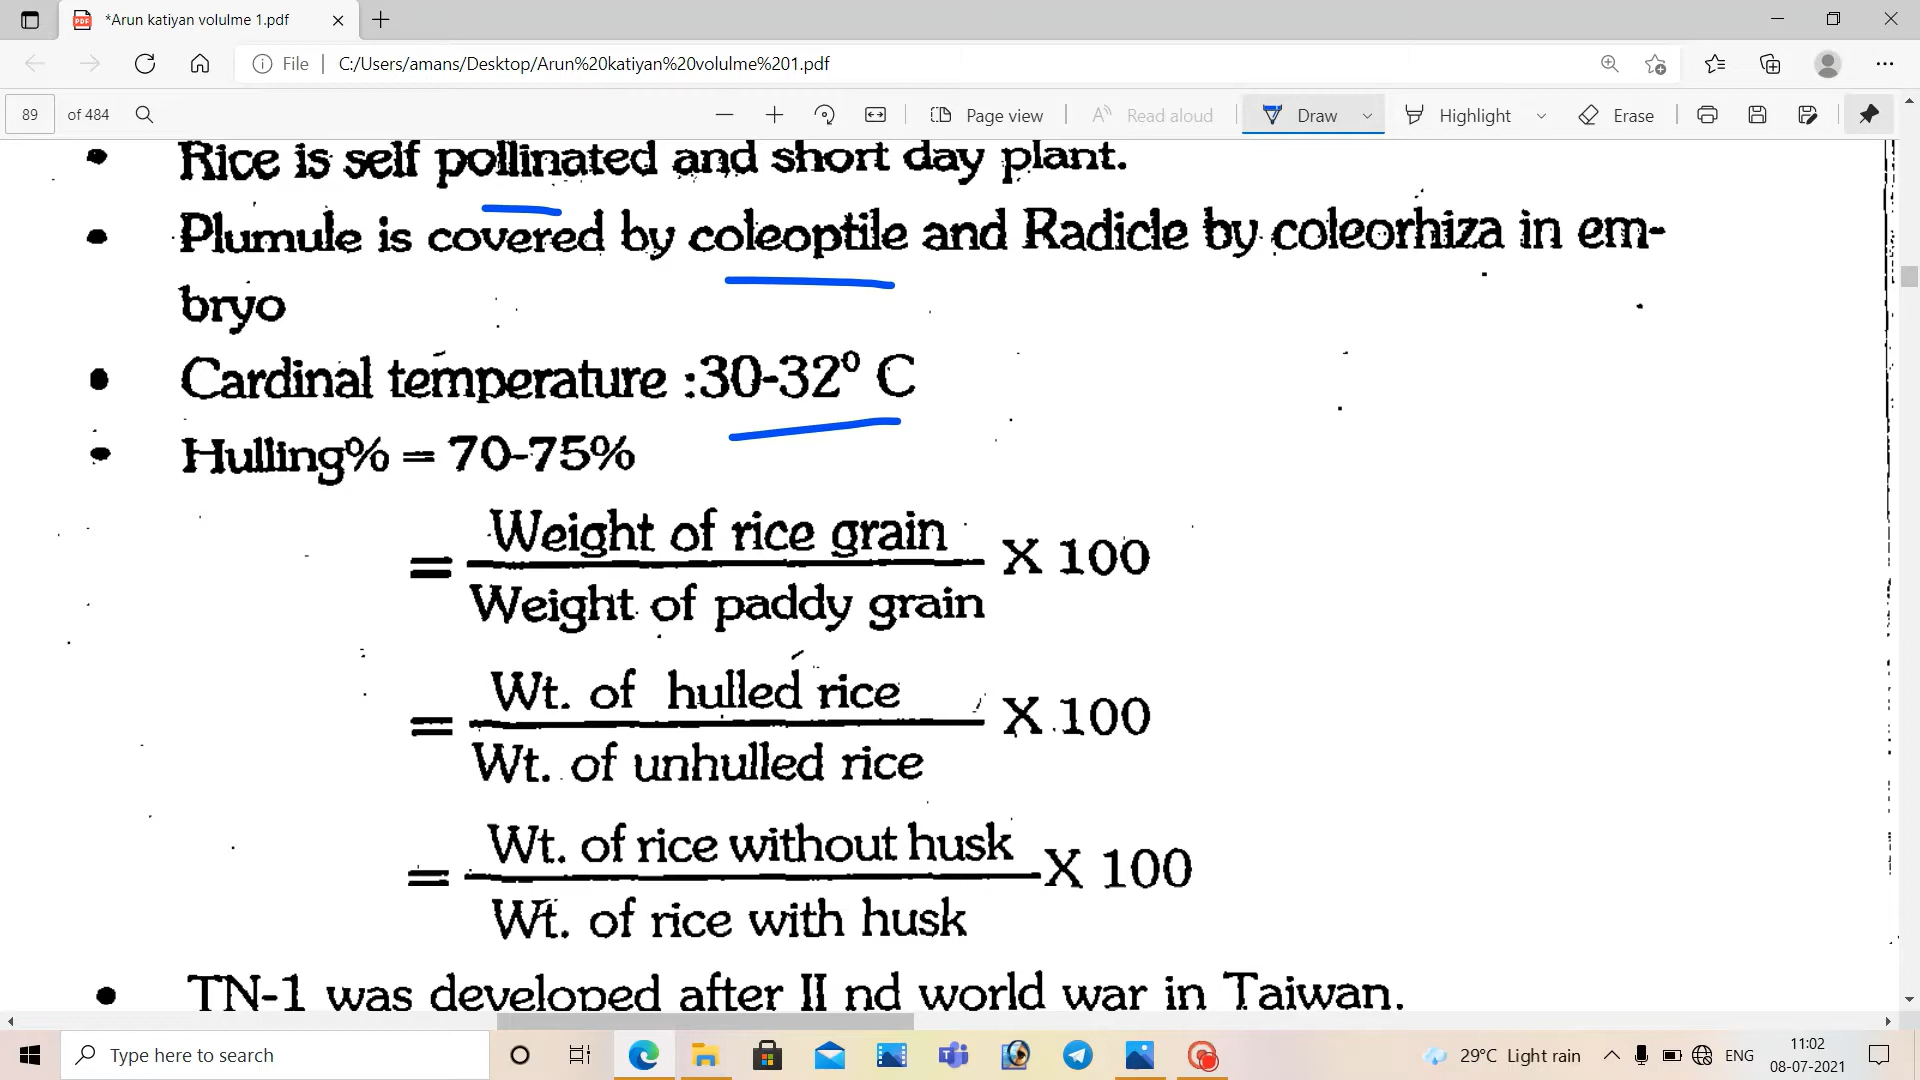 *Arun katiyan volulme 1.pdf
File
C:/Users/amans/Desktop/Arun%20katiyan%20volulme%201.pdf
89 of 484
Page view
Read aloud
Draw
Highlight
Erase
• Rice is self pollinated and short day plant.
• Plumule is covered by coleoptile and Radicle by coleorhiza in em-
bryo
• Cardinal temperature :30-32⁰ C
• Hulling% = 70-75%
= Weight of rice grain X 100
Weight of paddy grain
= Wt. of hulled rice X 100
Wt. of unhulled rice
= Wt. of rice without husk X 100
Wt. of rice with husk
• TN-1 was developed after II nd world war in Taiwan.
Type here to search
29°C Light rain
ENG
11:02
08-07-2021